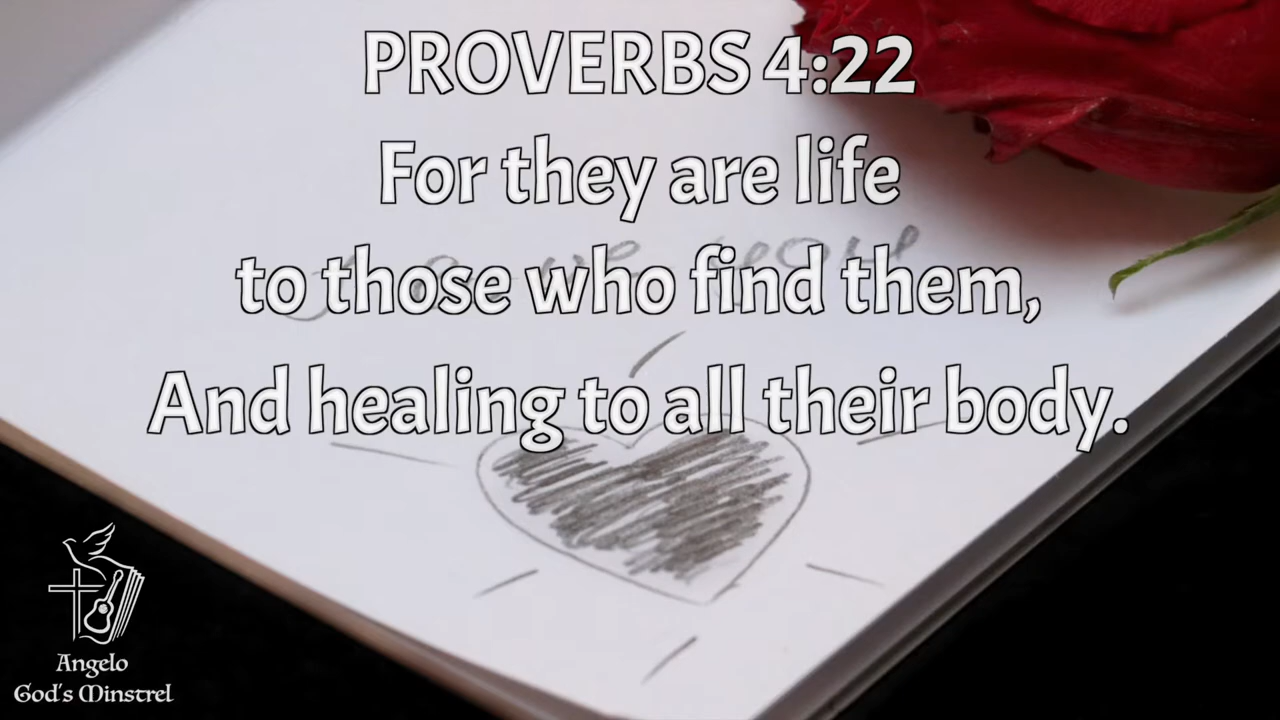 PROVERBS 4:22
For they are life
to those who find them,
And healing to all their body.
Angelo
God's Minstrel